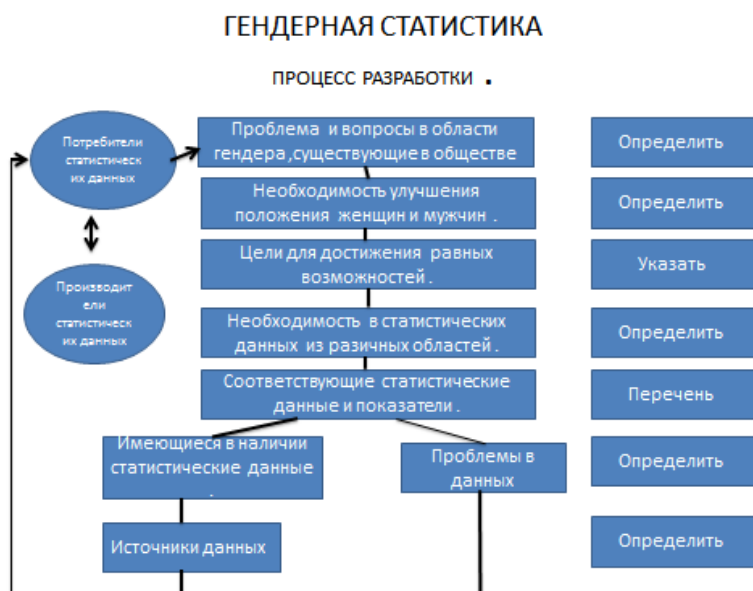 ГЕНДЕРНАЯ СТАТИСТИКА
ПРОЦЕСС РАЗРАБОТКИ .
Потребители
статистическ
их данных
Проблема и вопросы в области
гендера ,существующие в обществе
Определить
Необходимость улучшения
положения женщин и мужчин .
Определить
Цели для достижения равных
возможностей .
Указать
Производит
ели
статистическ
их данных
Необходимость в статистических
данных из разичных областей .
Определить
Соответствующие статистические
данные и показатели .
Перечень
Имеющиеся в наличии
статистические данные
.
Проблемы в
данных
Определить
Источники данных
Определить